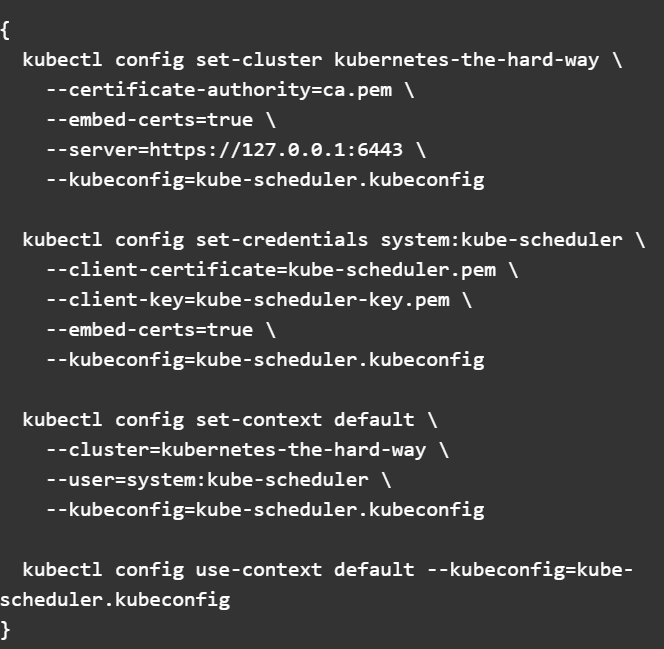 {
  kubectl config set-cluster kubernetes-the-hard-way \
    --certificate-authority=ca.pem \
    --embed-certs=true \
    --server=https://127.0.0.1:6443 \
    --kubeconfig=kube-scheduler.kubeconfig

  kubectl config set-credentials system:kube-scheduler \
    --client-certificate=kube-scheduler.pem \
    --client-key=kube-scheduler-key.pem \
    --embed-certs=true \
    --kubeconfig=kube-scheduler.kubeconfig

  kubectl config set-context default \
    --cluster=kubernetes-the-hard-way \
    --user=system:kube-scheduler \
    --kubeconfig=kube-scheduler.kubeconfig

  kubectl config use-context default --kubeconfig=kube-
scheduler.kubeconfig
}